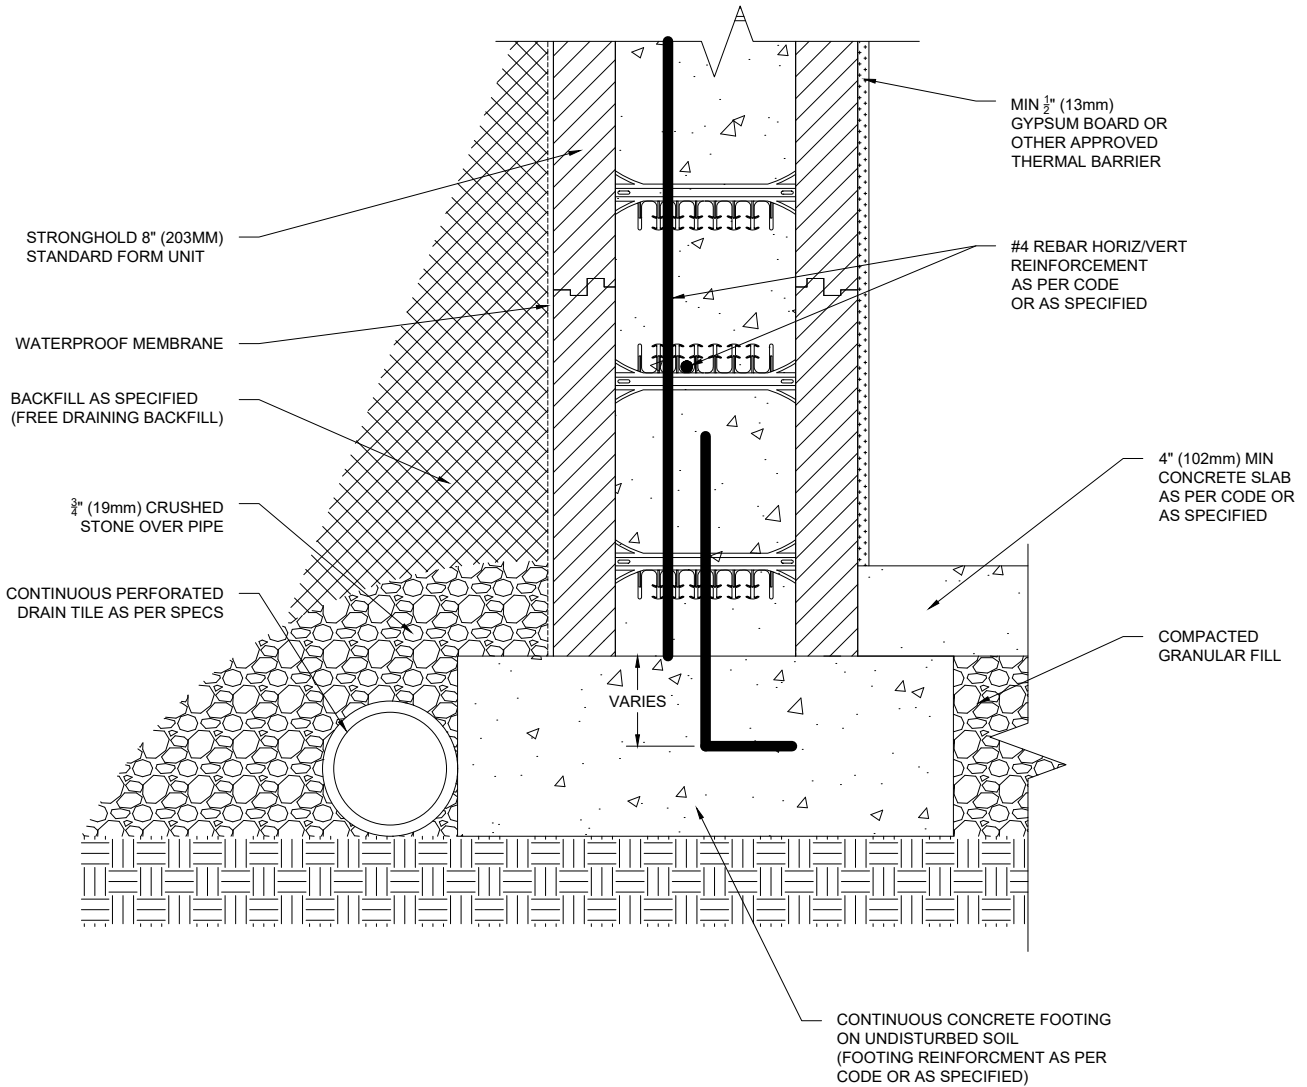 MIN 1/2" (13mm)
GYPSUM BOARD OR
OTHER APPROVED
THERMAL BARRIER
STRONGHOLD 8" (203MM)
STANDARD FORM UNIT
#4 REBAR HORIZ/VERT
REINFORCEMENT
AS PER CODE
OR AS SPECIFIED
WATERPROOF MEMBRANE
BACKFILL AS SPECIFIED
(FREE DRAINING BACKFILL)
4" (102mm) MIN
CONCRETE SLAB
AS PER CODE OR
AS SPECIFIED
3/4" (19mm) CRUSHED
STONE OVER PIPE
CONTINUOUS PERFORATED
DRAIN TILE AS PER SPECS
COMPACTED
GRANULAR FILL
VARIES
CONTINUOUS CONCRETE FOOTING
ON UNDISTURBED SOIL
(FOOTING REINFORCMENT AS PER
CODE OR AS SPECIFIED)